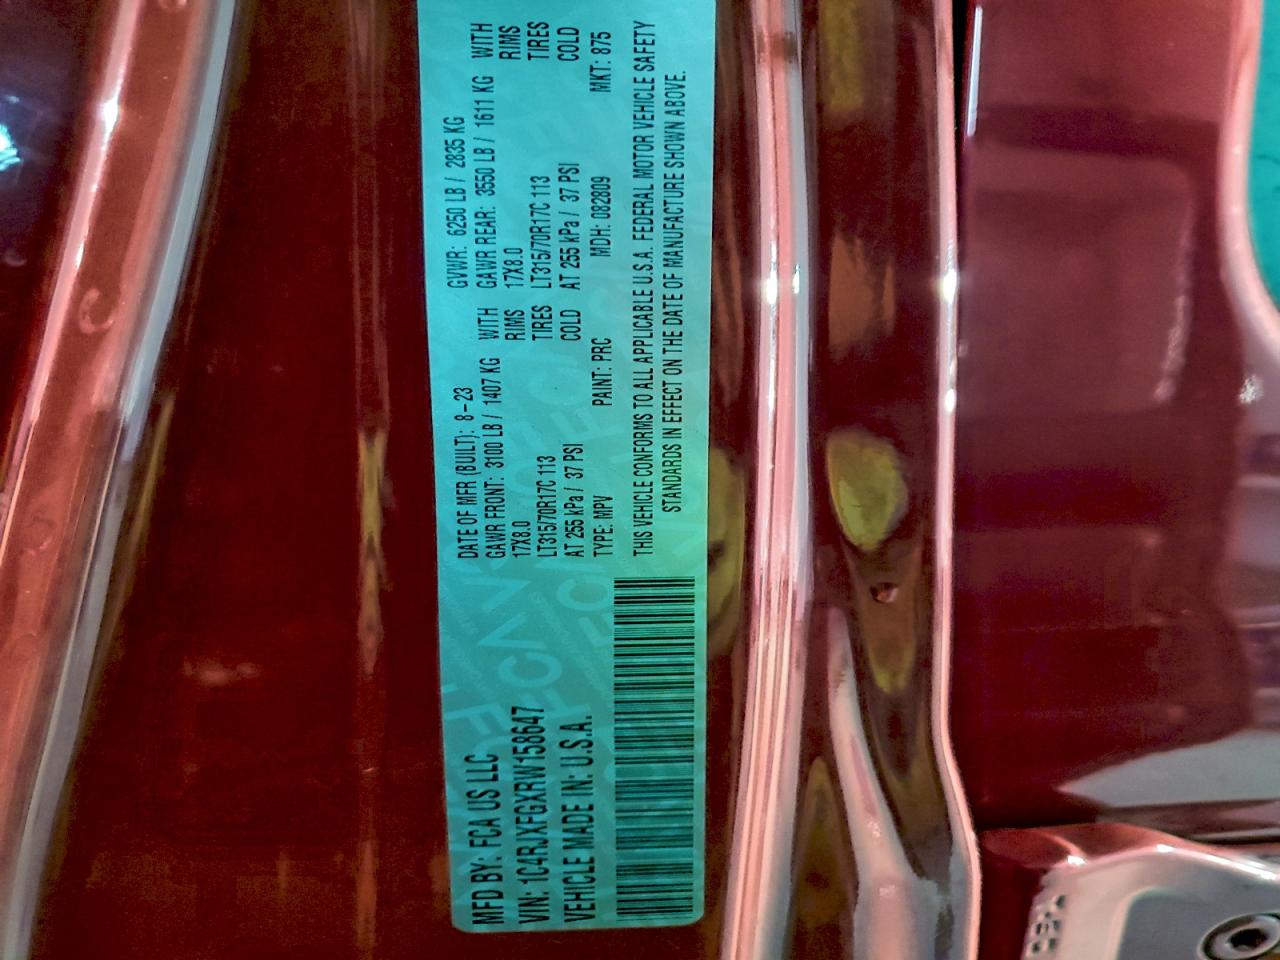 MFD BY: FCA US LLC
VIN: 1C4RJXFGXRW158647
VEHICLE MADE IN: U.S.A.
DATE OF MFR (BUILT): 8-23 GVWR: 6250 LB / 2835 KG
GAWR FRONT: 3100 LB / 1407 KG WITH GAWR REAR: 3550 LB / 1611 KG WITH
17X8.0 RIMS 17X8.0 RIMS
LT315/70R17C 113 TIRES LT315/70R17C 113 TIRES
AT 255 kPa / 37 PSI COLD AT 255 kPa / 37 PSI COLD
TYPE: MPV PAINT: PRC MDH: 082809 MKT: 875
THIS VEHICLE CONFORMS TO ALL APPLICABLE U.S.A. FEDERAL MOTOR VEHICLE SAFETY
STANDARDS IN EFFECT ON THE DATE OF MANUFACTURE SHOWN ABOVE.